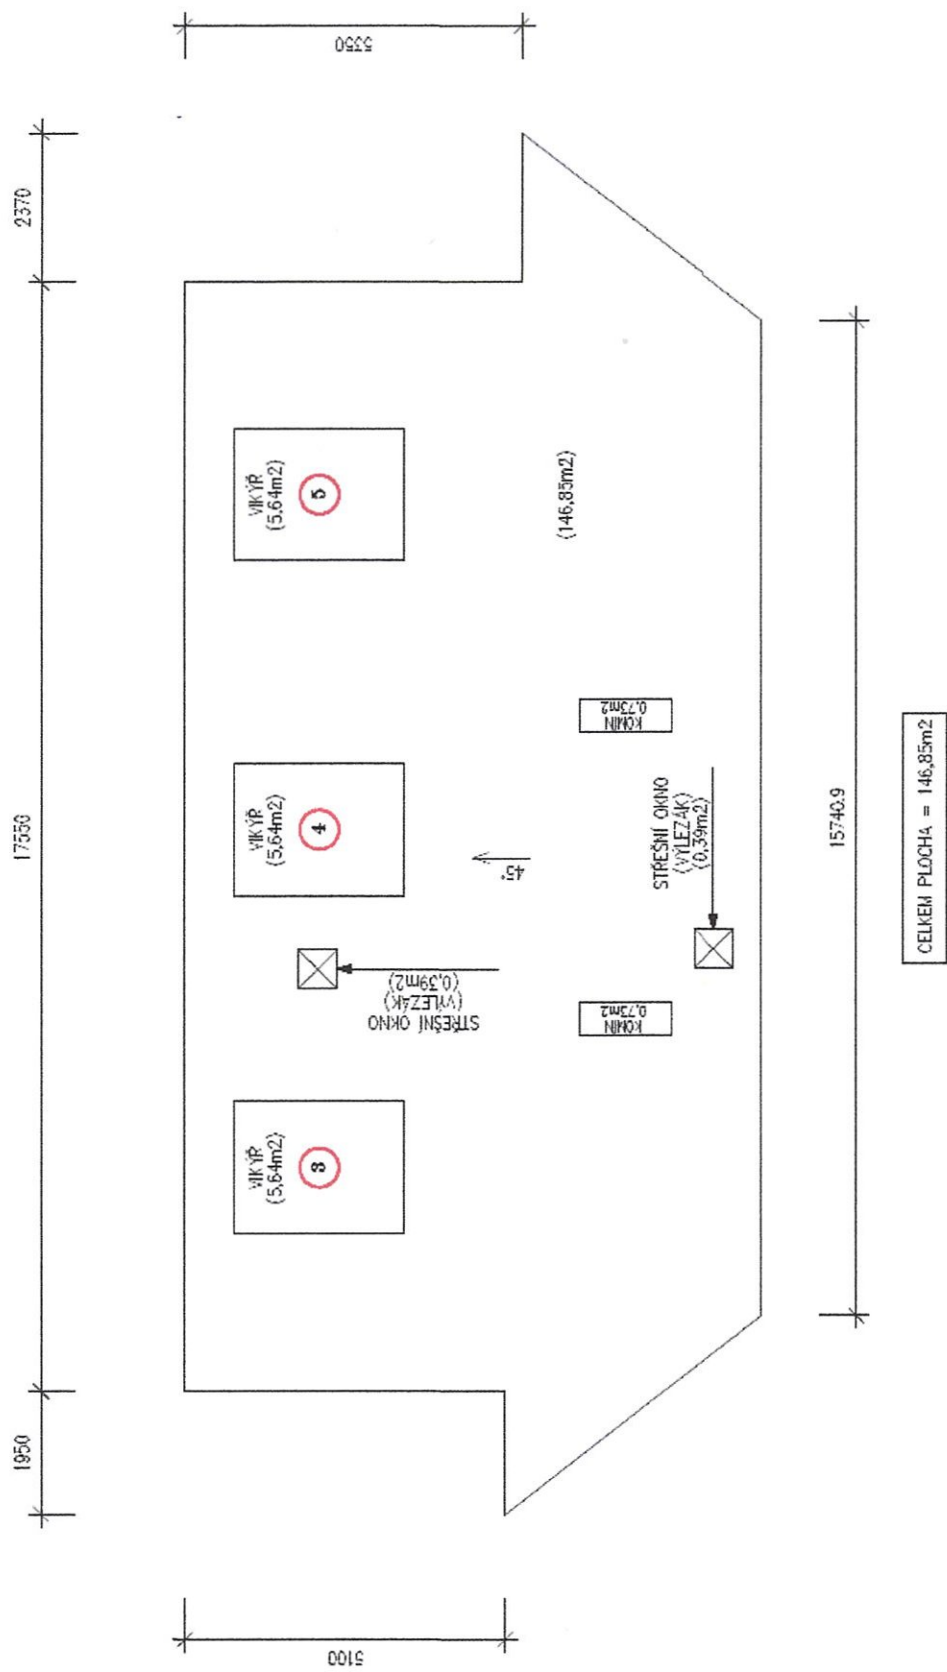 1950
17550
2370
5100
5350
VIKÝŘ
(5,64m2)
3
VIKÝŘ
(5,64m2)
4
VIKÝŘ
(5,64m2)
5
STŘEŠNÍ OKNO
(VÝLEZÁK)
(0,39m2)
45°
(146,85m2)
KOMÍN
0,73m2
KOMÍN
0,73m2
STŘEŠNÍ OKNO
(VÝLEZÁK)
(0,39m2)
15740.9
CELKEM PLOCHA = 146,85m2